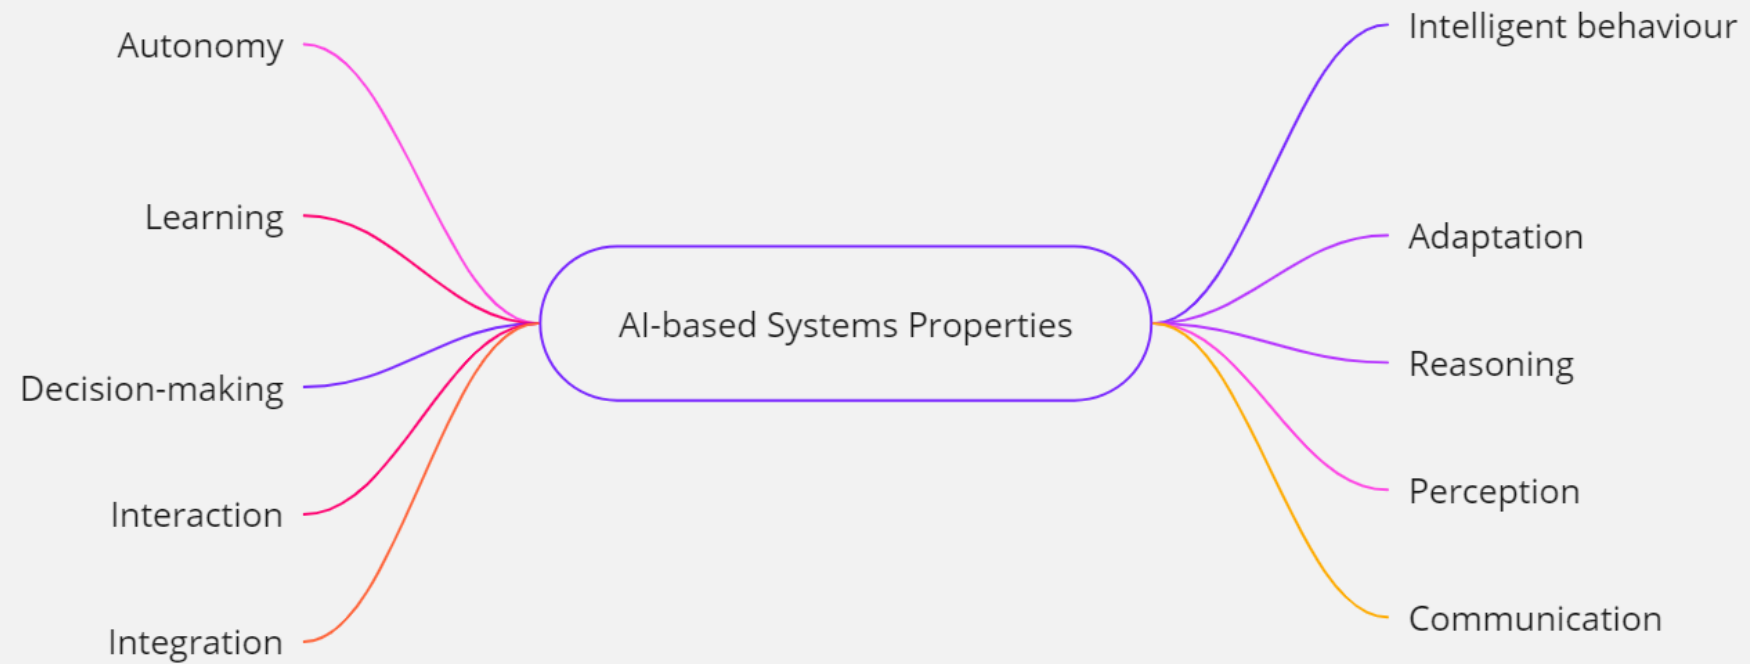 Autonomy
Learning
Decision-making
Interaction
Integration
AI-based Systems Properties
Intelligent behaviour
Adaptation
Reasoning
Perception
Communication